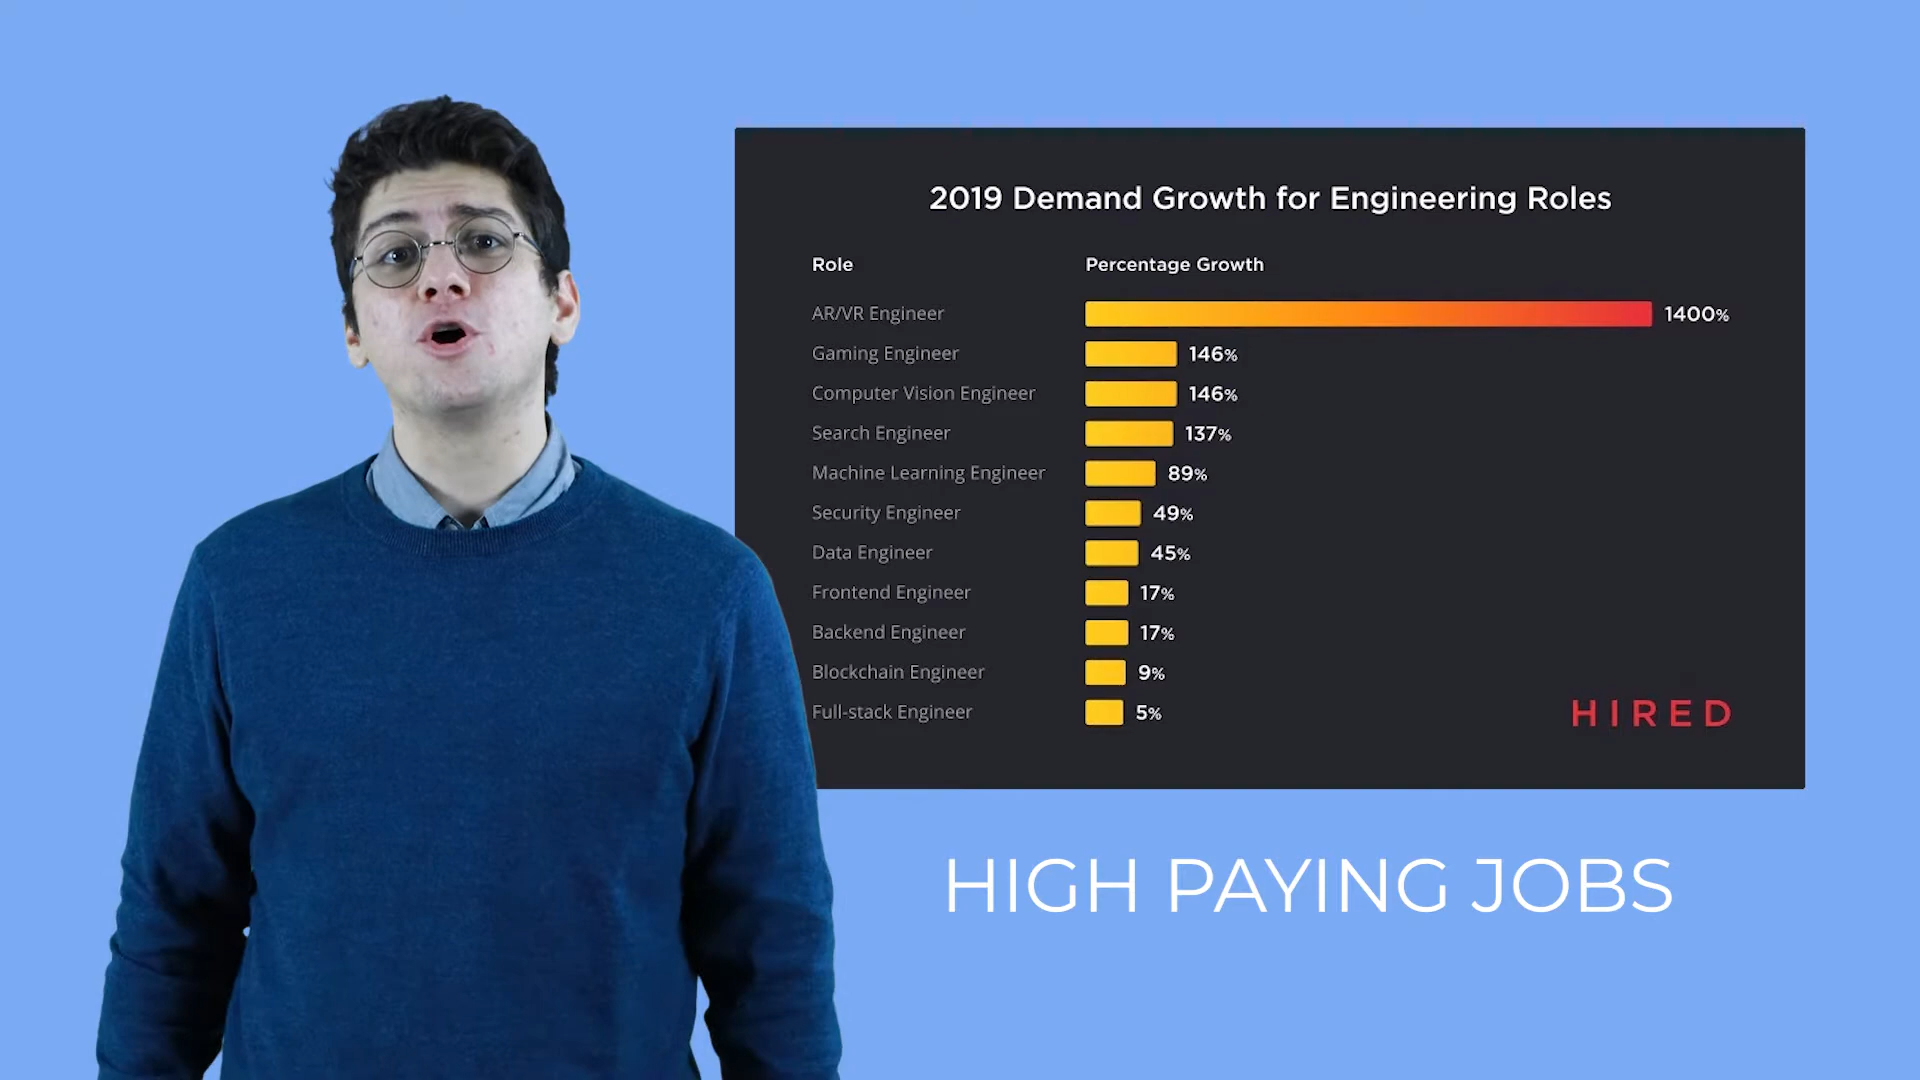 2019 Demand Growth for Engineering Roles
Role Percentage Growth
AR/VR Engineer 1400%
Gaming Engineer 146%
Computer Vision Engineer 146%
Search Engineer 137%
Machine Learning Engineer 89%
Security Engineer 49%
Data Engineer 45%
Frontend Engineer 17%
Backend Engineer 17%
Blockchain Engineer 9%
Full-stack Engineer 5%
HIRED
HIGH PAYING JOBS